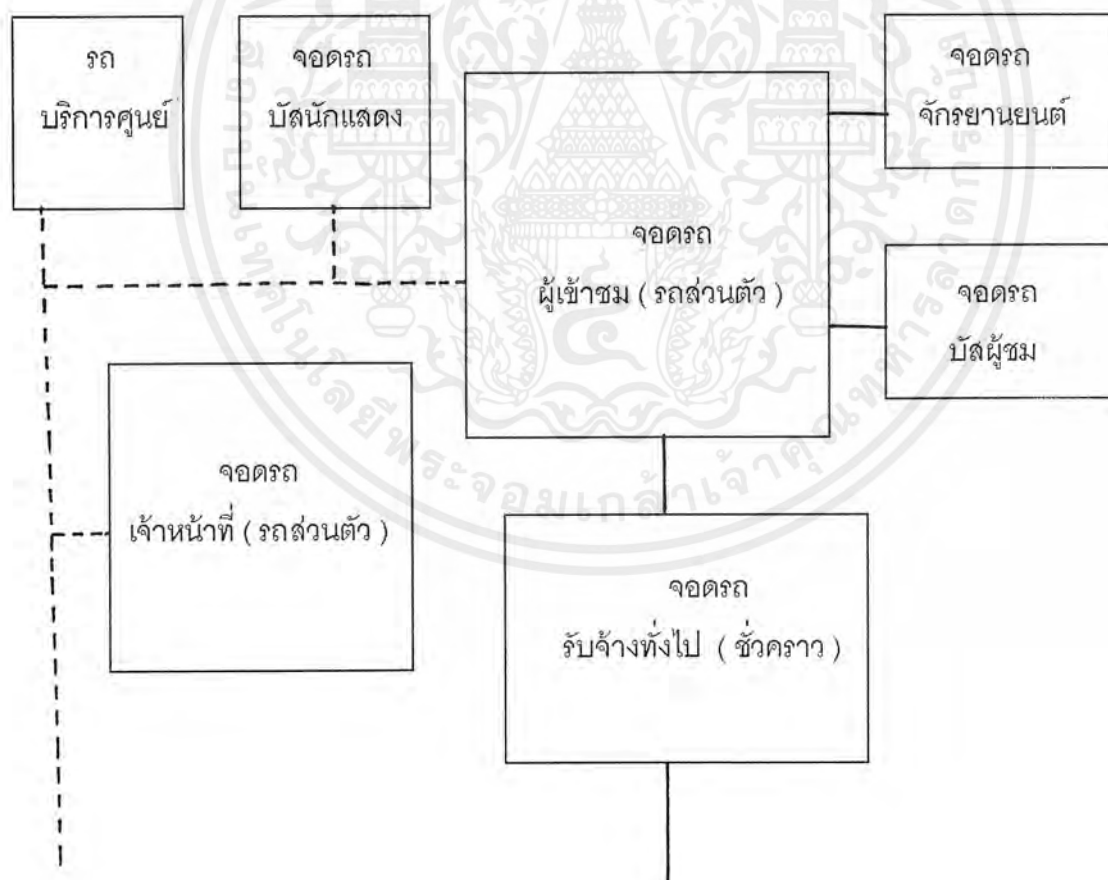 รถ
บริการศูนย์
จอดรถ
บัสนักแสดง
จอดรถ
ผู้เข้าชม ( รถส่วนตัว )
จอดรถ
จักรยานยนต์
จอดรถ
บัสผู้ชม
จอดรถ
เจ้าหน้าที่ ( รถส่วนตัว )
จอดรถ
รับจ้างทั่งไป ( ชั่วคราว )